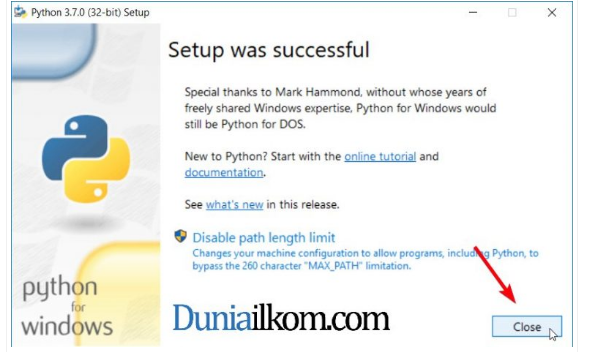 Python 3.7.0 (32-bit) Setup
Setup was successful
Special thanks to Mark Hammond, without whose years of
freely shared Windows expertise, Python for Windows would
still be Python for DOS.
New to Python? Start with the online tutorial and
documentation.
See what's new in this release.
Disable path length limit
Changes your machine configuration to allow programs, including Python, to
bypass the 260 character "MAX_PATH" limitation.
python
for
windows
Duniailkom.com
Close